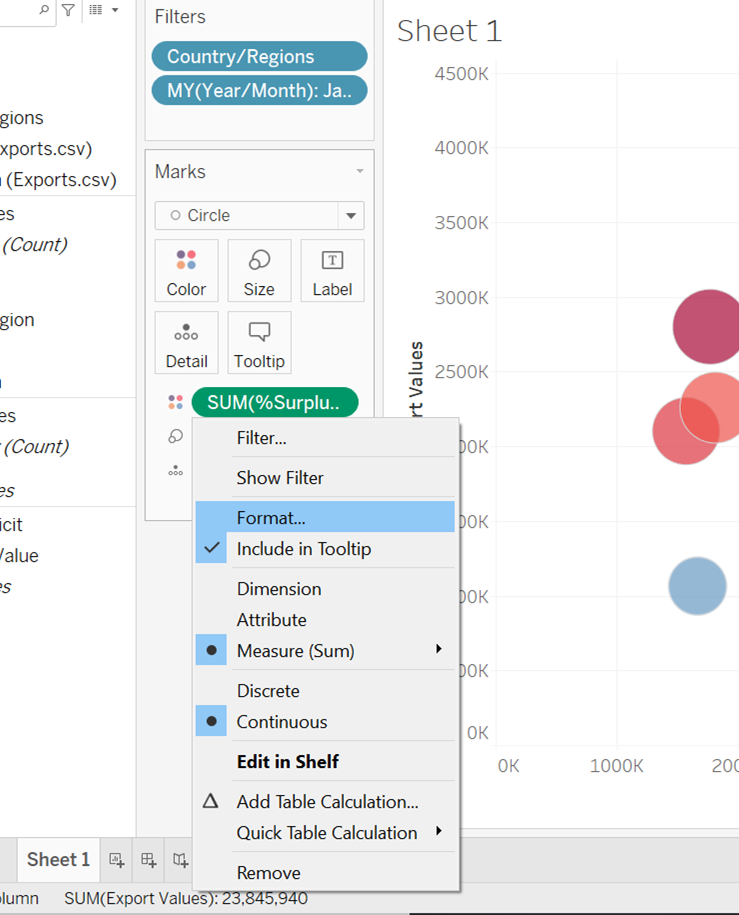 Filters
Country/Regions
MY(Year/Month): Ja..
gions
xports.csv)
(Exports.csv)
es
(Count)
gion
es
(Count)
es
icit
/alue
es
Marks
Circle
Color
Size
Label
Detail
Tooltip
SUM(%Surplu..
Filter...
Show Filter
Format...
Include in Tooltip
Dimension
Attribute
Measure (Sum)
Discrete
Continuous
Edit in Shelf
Add Table Calculation...
Quick Table Calculation
Remove
Sheet 1
4500K
4000K
3500K
3000K
2500K
00K
00K
00K
00K
0K
rt Values
0K
1000K
200
Sheet 1
olumn
SUM(Export Values): 23,845,940